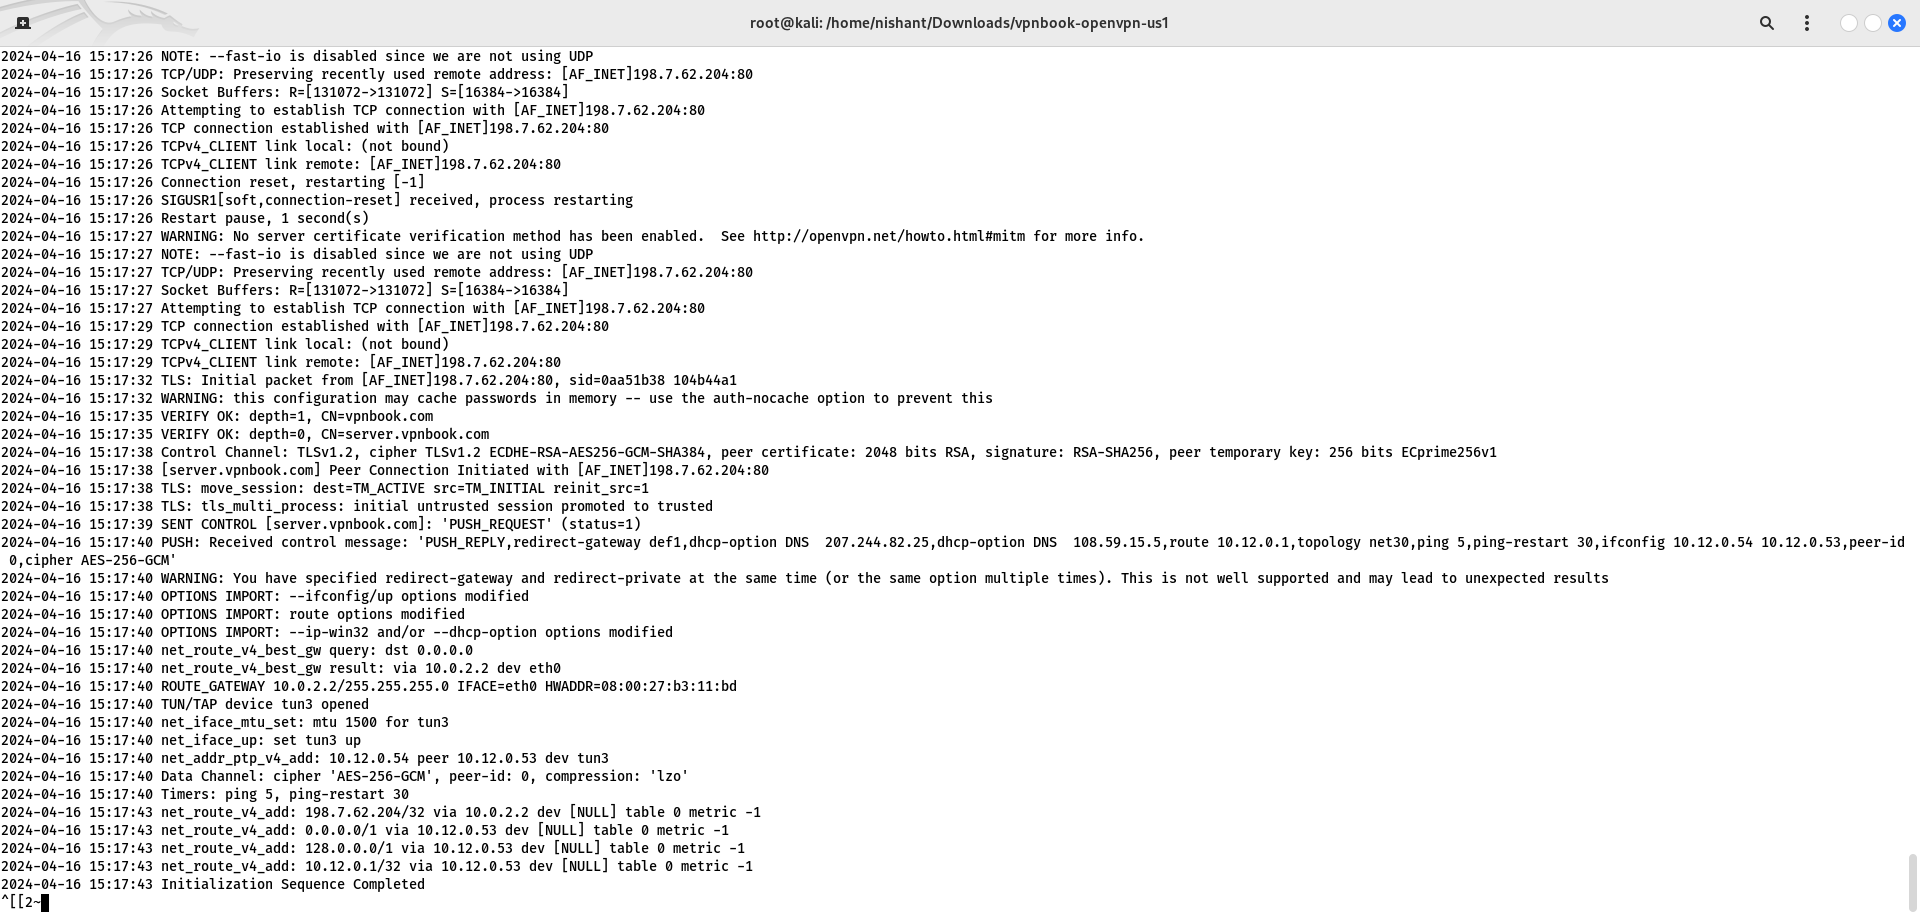 root@kali: /home/nishant/Downloads/vpnbook-openvpn-us1
2024-04-16 15:17:26 NOTE: --fast-io is disabled since we are not using UDP
2024-04-16 15:17:26 TCP/UDP: Preserving recently used remote address: [AF_INET]198.7.62.204:80
2024-04-16 15:17:26 Socket Buffers: R=[131072->131072] S=[16384->16384]
2024-04-16 15:17:26 Attempting to establish TCP connection with [AF_INET]198.7.62.204:80
2024-04-16 15:17:26 TCP connection established with [AF_INET]198.7.62.204:80
2024-04-16 15:17:26 TCPv4_CLIENT link local: (not bound)
2024-04-16 15:17:26 TCPv4_CLIENT link remote: [AF_INET]198.7.62.204:80
2024-04-16 15:17:26 Connection reset, restarting [-1]
2024-04-16 15:17:26 SIGUSR1[soft,connection-reset] received, process restarting
2024-04-16 15:17:26 Restart pause, 1 second(s)
2024-04-16 15:17:27 WARNING: No server certificate verification method has been enabled.  See http://openvpn.net/howto.html#mitm for more info.
2024-04-16 15:17:27 NOTE: --fast-io is disabled since we are not using UDP
2024-04-16 15:17:27 TCP/UDP: Preserving recently used remote address: [AF_INET]198.7.62.204:80
2024-04-16 15:17:27 Socket Buffers: R=[131072->131072] S=[16384->16384]
2024-04-16 15:17:27 Attempting to establish TCP connection with [AF_INET]198.7.62.204:80
2024-04-16 15:17:29 TCP connection established with [AF_INET]198.7.62.204:80
2024-04-16 15:17:29 TCPv4_CLIENT link local: (not bound)
2024-04-16 15:17:29 TCPv4_CLIENT link remote: [AF_INET]198.7.62.204:80
2024-04-16 15:17:32 TLS: Initial packet from [AF_INET]198.7.62.204:80, sid=0aa51b38 104b44a1
2024-04-16 15:17:32 WARNING: this configuration may cache passwords in memory -- use the auth-nocache option to prevent this
2024-04-16 15:17:35 VERIFY OK: depth=1, CN=vpnbook.com
2024-04-16 15:17:35 VERIFY OK: depth=0, CN=server.vpnbook.com
2024-04-16 15:17:38 Control Channel: TLSv1.2, cipher TLSv1.2 ECDHE-RSA-AES256-GCM-SHA384, peer certificate: 2048 bits RSA, signature: RSA-SHA256, peer temporary key: 256 bits ECprime256v1
2024-04-16 15:17:38 [server.vpnbook.com] Peer Connection Initiated with [AF_INET]198.7.62.204:80
2024-04-16 15:17:38 TLS: move_session: dest=TM_ACTIVE src=TM_INITIAL reinit_src=1
2024-04-16 15:17:38 TLS: tls_multi_process: initial untrusted session promoted to trusted
2024-04-16 15:17:39 SENT CONTROL [server.vpnbook.com]: 'PUSH_REQUEST' (status=1)
2024-04-16 15:17:40 PUSH: Received control message: 'PUSH_REPLY,redirect-gateway def1,dhcp-option DNS  207.244.82.25,dhcp-option DNS  108.59.15.5,route 10.12.0.1,topology net30,ping 5,ping-restart 30,ifconfig 10.12.0.54 10.12.0.53,peer-id
 0,cipher AES-256-GCM'
2024-04-16 15:17:40 WARNING: You have specified redirect-gateway and redirect-private at the same time (or the same option multiple times). This is not well supported and may lead to unexpected results
2024-04-16 15:17:40 OPTIONS IMPORT: --ifconfig/up options modified
2024-04-16 15:17:40 OPTIONS IMPORT: route options modified
2024-04-16 15:17:40 OPTIONS IMPORT: --ip-win32 and/or --dhcp-option options modified
2024-04-16 15:17:40 net_route_v4_best_gw query: dst 0.0.0.0
2024-04-16 15:17:40 net_route_v4_best_gw result: via 10.0.2.2 dev eth0
2024-04-16 15:17:40 ROUTE_GATEWAY 10.0.2.2/255.255.255.0 IFACE=eth0 HWADDR=08:00:27:b3:11:bd
2024-04-16 15:17:40 TUN/TAP device tun3 opened
2024-04-16 15:17:40 net_iface_mtu_set: mtu 1500 for tun3
2024-04-16 15:17:40 net_iface_up: set tun3 up
2024-04-16 15:17:40 net_addr_ptp_v4_add: 10.12.0.54 peer 10.12.0.53 dev tun3
2024-04-16 15:17:40 Data Channel: cipher 'AES-256-GCM', peer-id: 0, compression: 'lzo'
2024-04-16 15:17:40 Timers: ping 5, ping-restart 30
2024-04-16 15:17:43 net_route_v4_add: 198.7.62.204/32 via 10.0.2.2 dev [NULL] table 0 metric -1
2024-04-16 15:17:43 net_route_v4_add: 0.0.0.0/1 via 10.12.0.53 dev [NULL] table 0 metric -1
2024-04-16 15:17:43 net_route_v4_add: 128.0.0.0/1 via 10.12.0.53 dev [NULL] table 0 metric -1
2024-04-16 15:17:43 net_route_v4_add: 10.12.0.1/32 via 10.12.0.53 dev [NULL] table 0 metric -1
2024-04-16 15:17:43 Initialization Sequence Completed
^[[2~